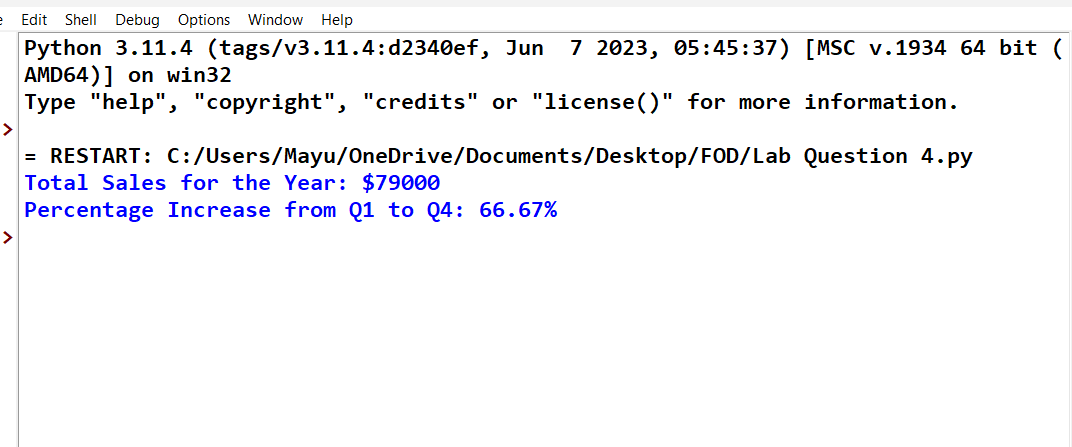 e Edit Shell Debug Options Window Help
Python 3.11.4 (tags/v3.11.4:d2340ef, Jun  7 2023, 05:45:37) [MSC v.1934 64 bit (
AMD64)] on win32
Type "help", "copyright", "credits" or "license()" for more information.
>
= RESTART: C:/Users/Mayu/OneDrive/Documents/Desktop/FOD/Lab Question 4.py
Total Sales for the Year: $79000
Percentage Increase from Q1 to Q4: 66.67%
>